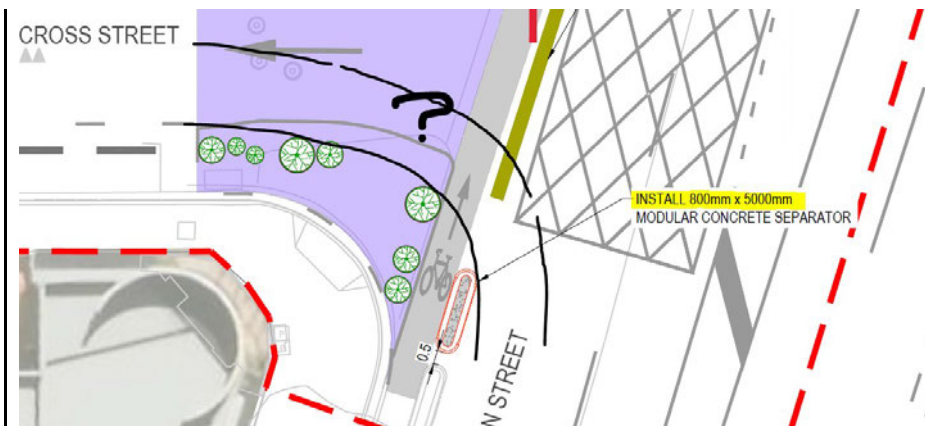 CROSS STREET
?
INSTALL 800mm x 5000mm
MODULAR CONCRETE SEPARATOR
0.5
N STREET